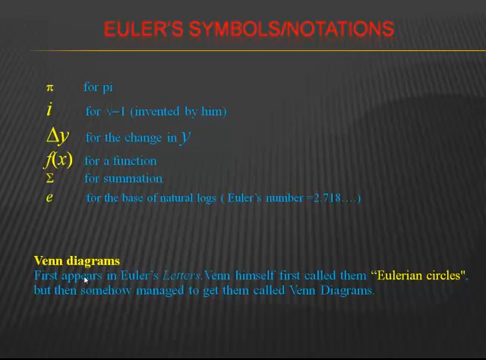 EULER'S SYMBOLS/NOTATIONS
π for pi
i for √−1 (invented by him)
Δy for the change in y
f(x) for a function
Σ for summation
e for the base of natural logs ( Euler's number =2.718….)
Venn diagrams
First appears in Euler's Letters.Venn himself first called them “Eulerian circles",
but then somehow managed to get them called Venn Diagrams.